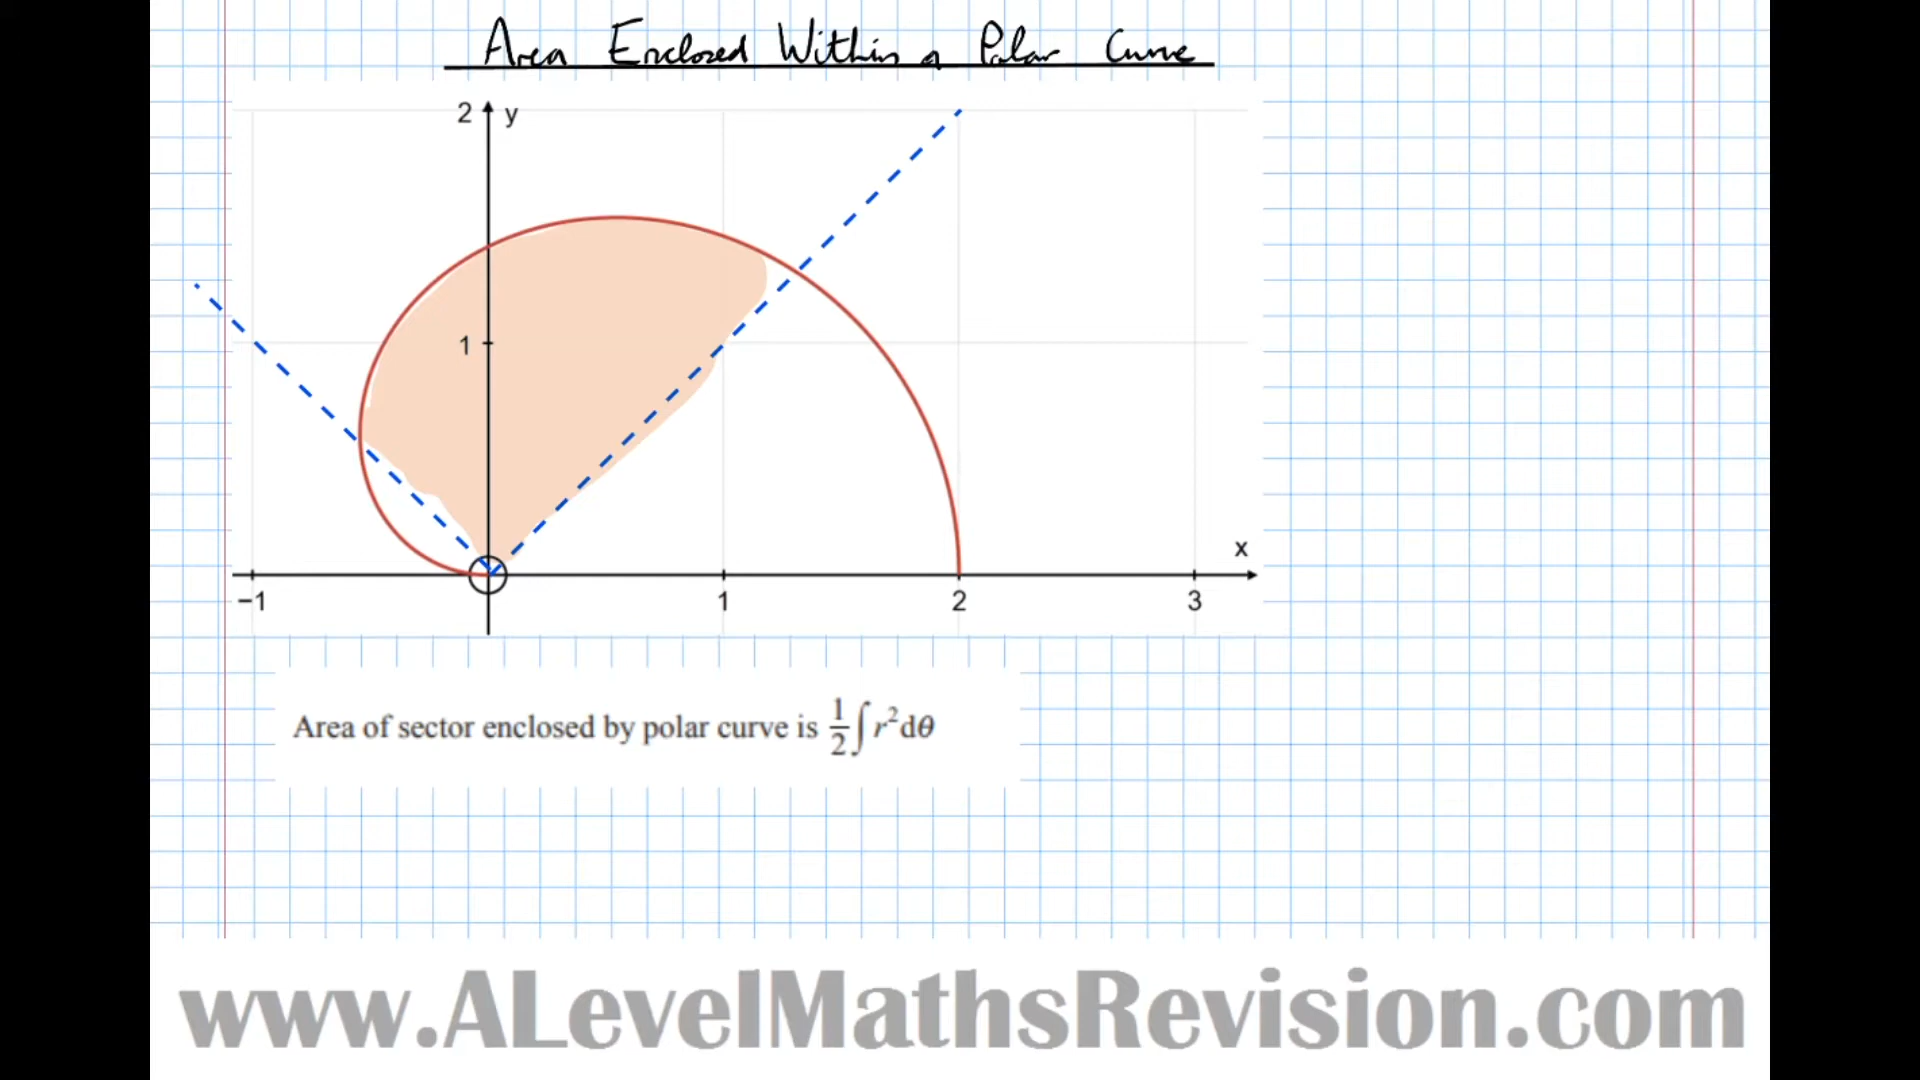 Area Enclosed Within a Polar Curve
2 y
1
x
−1 1 2 3
Area of sector enclosed by polar curve is \frac{1}{2}∫r²dθ
www.ALevelMathsRevision.com